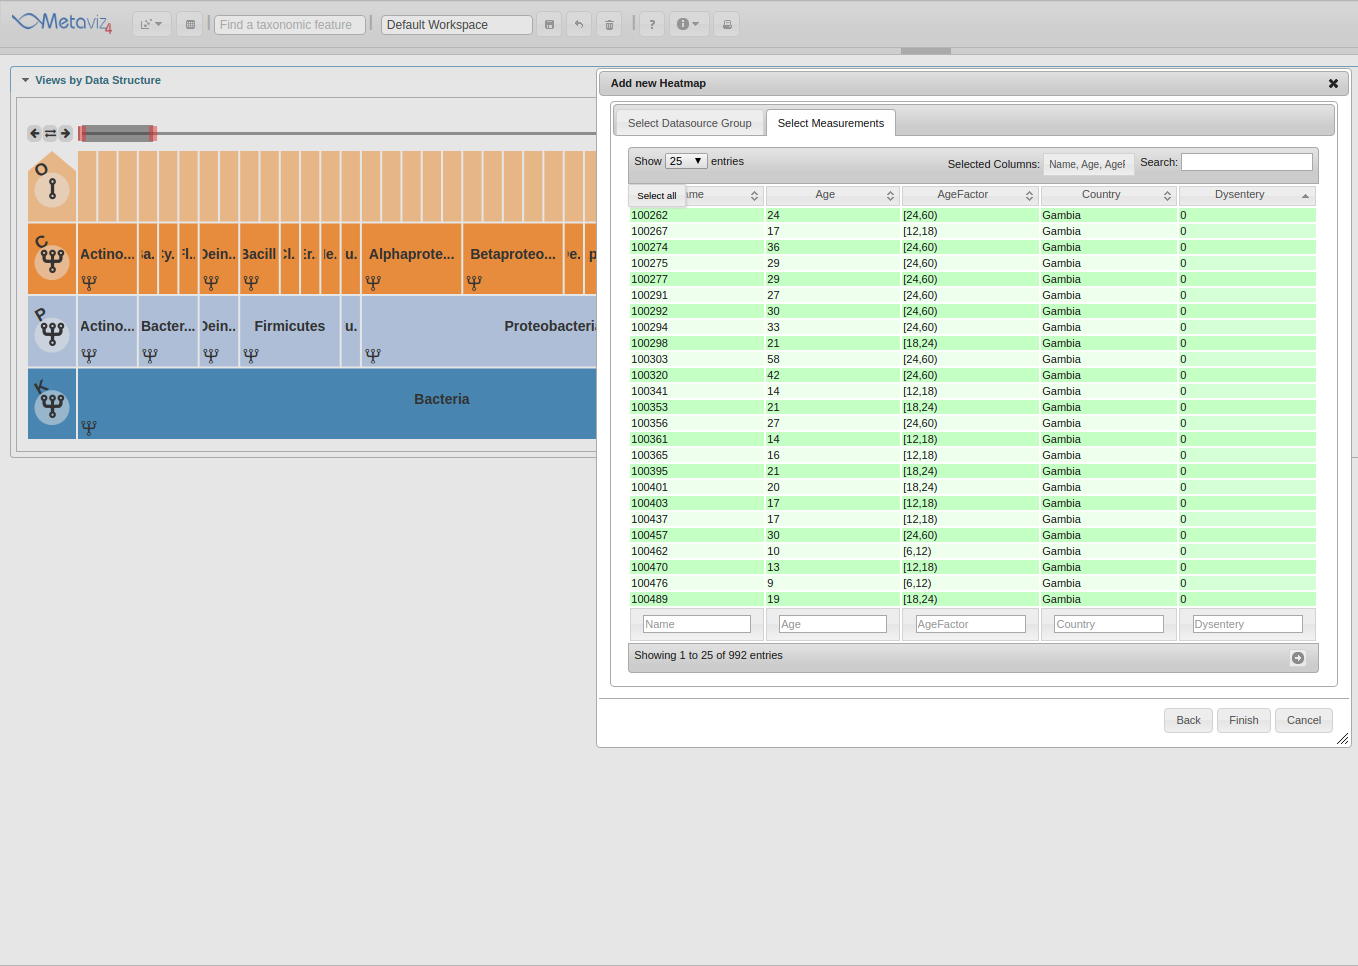 Metaviz4
Find a taxonomic feature
Default Workspace
?
Views by Data Structure
Add new Heatmap
Select Datasource Group
Select Measurements
Show 25 entries
Selected Columns: Name, Age, AgeF
Search:
Select all
Age AgeFactor Country Dysentery
100262 24 [24,60) Gambia 0
100267 17 [12,18) Gambia 0
100274 36 [24,60) Gambia 0
100275 29 [24,60) Gambia 0
100277 29 [24,60) Gambia 0
100291 27 [24,60) Gambia 0
100292 30 [24,60) Gambia 0
100294 33 [24,60) Gambia 0
100298 21 [18,24) Gambia 0
100303 58 [24,60) Gambia 0
100320 42 [24,60) Gambia 0
100341 14 [12,18) Gambia 0
100353 21 [18,24) Gambia 0
100356 27 [24,60) Gambia 0
100361 14 [12,18) Gambia 0
100365 16 [12,18) Gambia 0
100395 21 [18,24) Gambia 0
100401 20 [18,24) Gambia 0
100403 17 [12,18) Gambia 0
100437 17 [12,18) Gambia 0
100457 30 [24,60) Gambia 0
100462 10 [6,12) Gambia 0
100470 13 [12,18) Gambia 0
100476 9 [6,12) Gambia 0
100489 19 [18,24) Gambia 0
Name Age AgeFactor Country Dysentery
Showing 1 to 25 of 992 entries
Back Finish Cancel
O
C
Actino... Dein.. Bacill Alphaprote... Betaproteo...
P
Actino... Bacter... Dein.. Firmicutes u. Proteobacteria
K
Bacteria